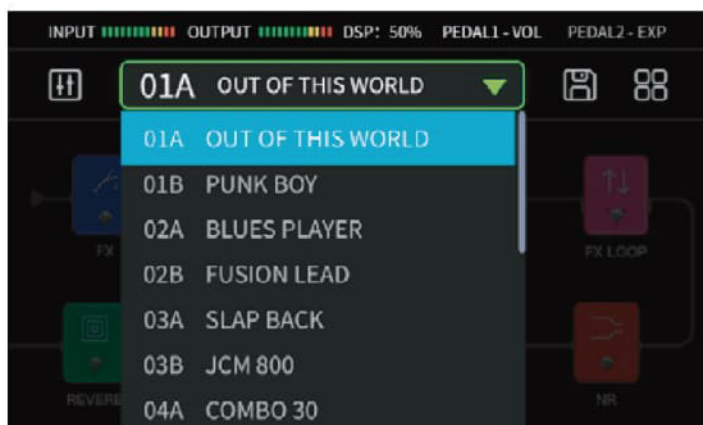 INPUT OUTPUT DSP: 50% PEDAL1 - VOL PEDAL2 - EXP
01A OUT OF THIS WORLD
01A OUT OF THIS WORLD
01B PUNK BOY
02A BLUES PLAYER
FX FX LOOP
02B FUSION LEAD
03A SLAP BACK
03B JCM 800
REVERB NR
04A COMBO 30